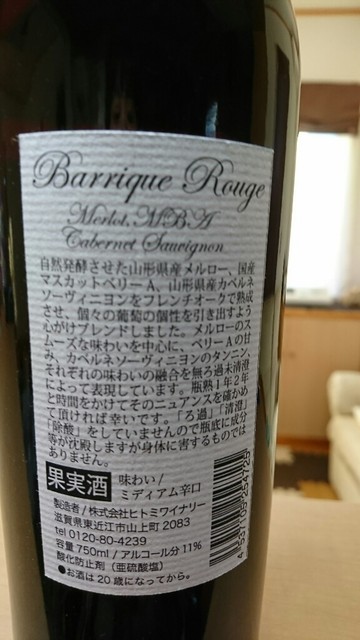 Barrique Rouge
Merlot, MBA
Cabernet Sauvignon
自然発酵させた山形県産メルロー、国産
マスカットベリーA、山形県産カベルネ
ソーヴィニヨンをフレンチオークで熟成
させ、個々の葡萄の個性を引き出すよう
心がけブレンドしました。メルローのス
ムーズな味わいを中心に、ベリーAの甘
み、カベルネソーヴィニヨンのタンニン、
それぞれの味わいの融合を無ろ過未清澄
によって表現しています。瓶熟1年2年
と時間をかけてそのニュアンスを確かめ
て頂ければ幸いです。「ろ過」「清澄」
「除酸」をしていませんので瓶底に成分
等が沈殿しますが身体に害するものでは
ありません。
果実酒 味わい/
ミディアム辛口
製造者/株式会社ヒトミワイナリー
滋賀県東近江市山上町2083
tel 0120-80-4239
容量 750ml/アルコール分11%
酸化防止剤（亜硫酸塩）
●お酒は20歳になってから。